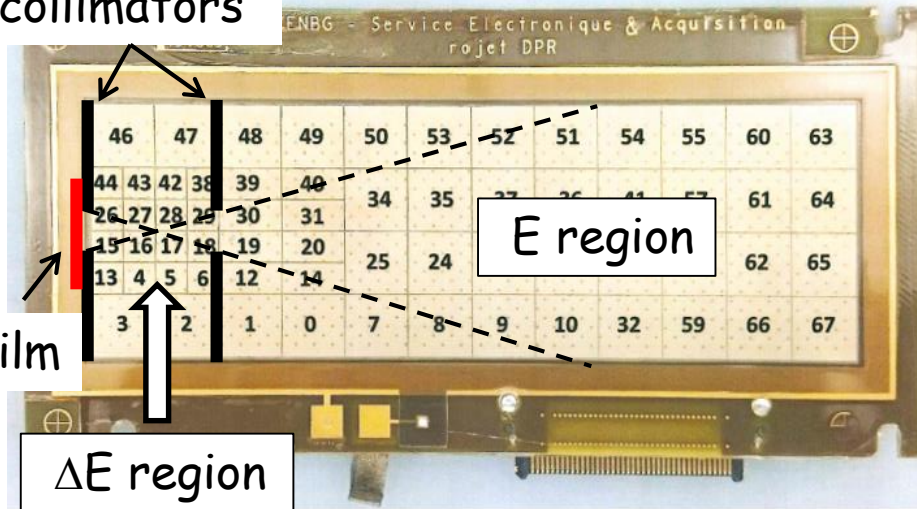 collimators
ENBG - Service Electronique & Acquisition
rojet DPR
46 47 48 49 50 53 52 51 54 55 60 63
44 43 42 38 39 40 34 35 61 64
26 27 28 29 30 31
E region
15 16 17 18 19 20 25 24 62 65
13 4 5 6 12 14
3 2 1 0 7 8 9 10 32 59 66 67
ilm
ΔE region